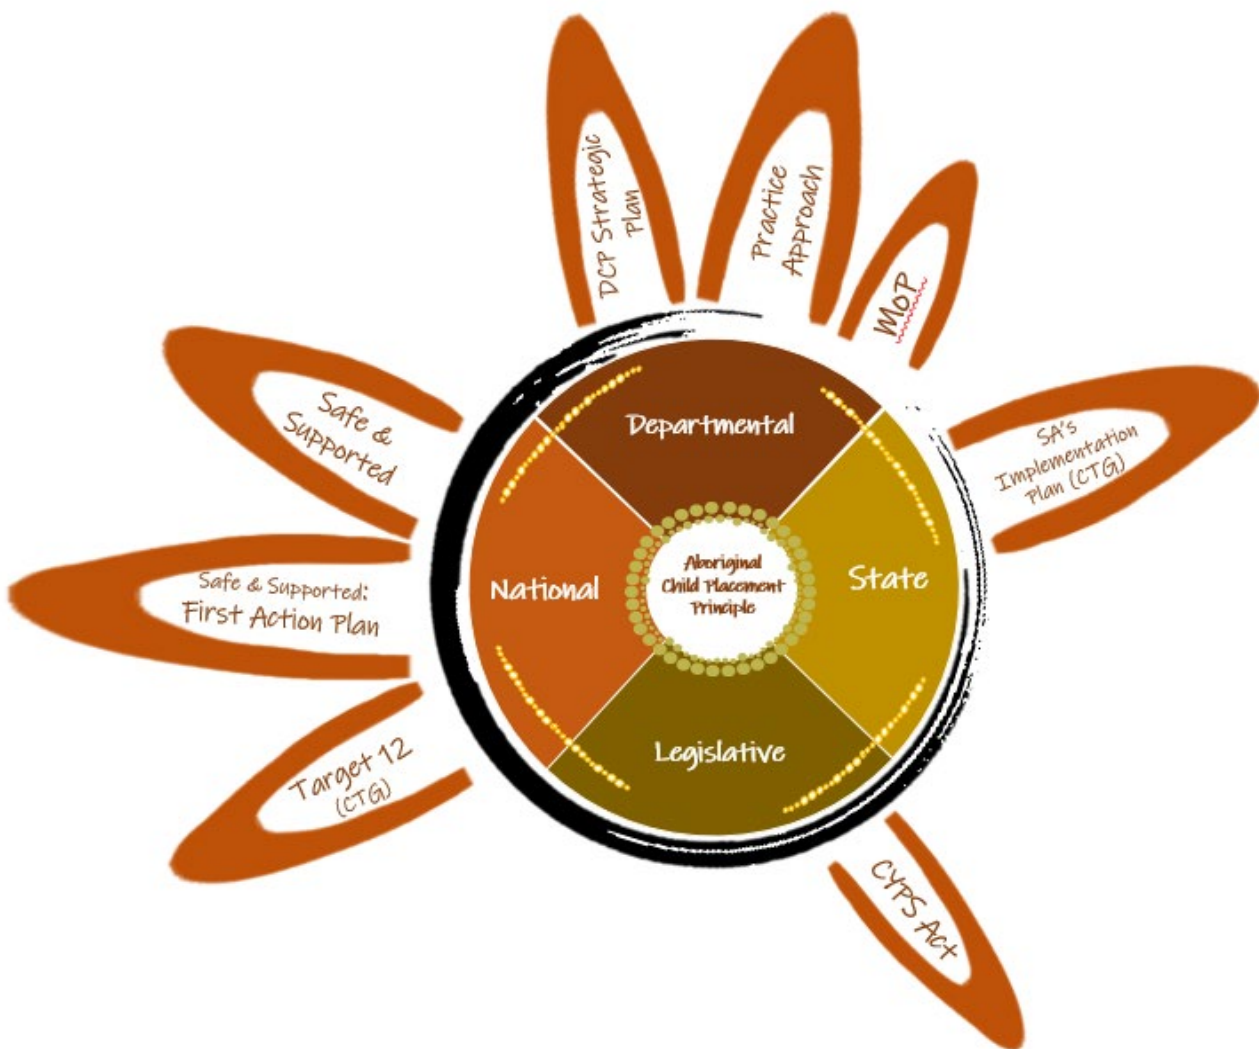 DCP Strategic
Plan
Practice
Approach
MoP
SA's
Implementation
Plan (CTG)
Safe &
Supported
Safe & Supported:
First Action Plan
Target 12
(CTG)
Departmental
National
Aboriginal
Child Placement
Principle
State
Legislative
CYPS Act